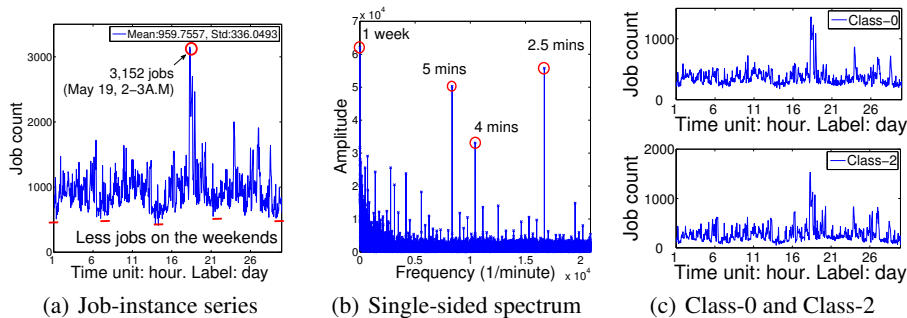 Mean:959.7557, Std:336.0493
3,152 jobs
(May 19, 2−3A.M)
Job count
3000
2000
1000
0
Less jobs on the weekends
1 6 11 16 21 26
Time unit: hour. Label: day
(a) Job-instance series
x 10⁴
7
6
5
4
3
2
1
0
Amplitude
1 week
5 mins
4 mins
2.5 mins
0 0.5 1 1.5 2
x 10⁴
Frequency (1/minute)
(b) Single-sided spectrum
Class−0
Job count
1000
0
1 6 11 16 21 26
Time unit: hour. Label: day
Class−2
Job count
2000
1000
0
1 6 11 16 21 26
Time unit: hour. Label: day
(c) Class-0 and Class-2